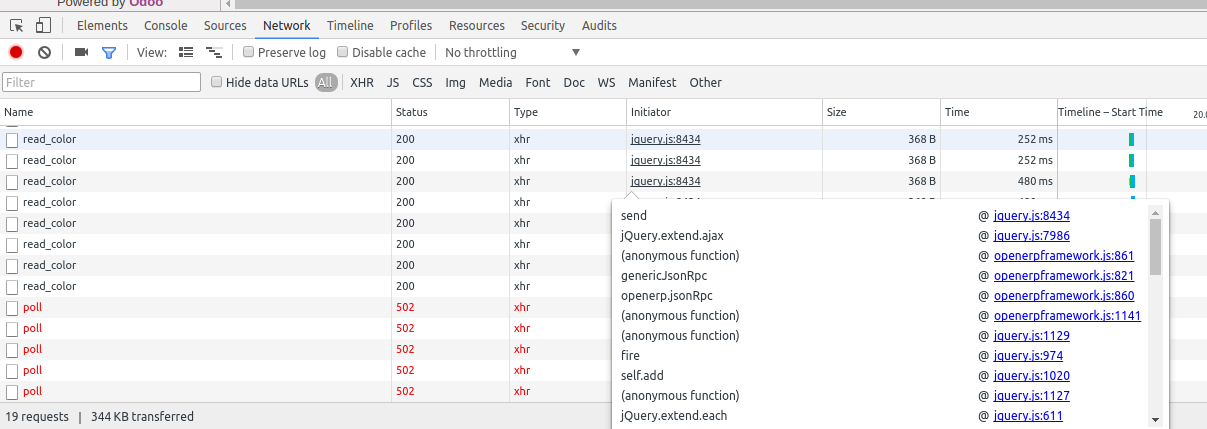 Powered by Odoo
Elements Console Sources Network Timeline Profiles Resources Security Audits
View: Preserve log Disable cache No throttling
Filter Hide data URLs All XHR JS CSS Img Media Font Doc WS Manifest Other
Name Status Type Initiator Size Time Timeline – Start Time 20.0
read_color 200 xhr jquery.js:8434 368 B 252 ms
read_color 200 xhr jquery.js:8434 368 B 252 ms
read_color 200 xhr jquery.js:8434 368 B 480 ms
read_color 200 xhr
read_color 200 xhr
read_color 200 xhr
read_color 200 xhr
read_color 200 xhr
poll 502 xhr
poll 502 xhr
poll 502 xhr
poll 502 xhr
poll 502 xhr
send @ jquery.js:8434
jQuery.extend.ajax @ jquery.js:7986
(anonymous function) @ openerpframework.js:861
genericJsonRpc @ openerpframework.js:821
openerp.jsonRpc @ openerpframework.js:860
(anonymous function) @ openerpframework.js:1141
(anonymous function) @ jquery.js:1129
fire @ jquery.js:974
self.add @ jquery.js:1020
(anonymous function) @ jquery.js:1127
jQuery.extend.each @ jquery.js:611
19 requests | 344 KB transferred